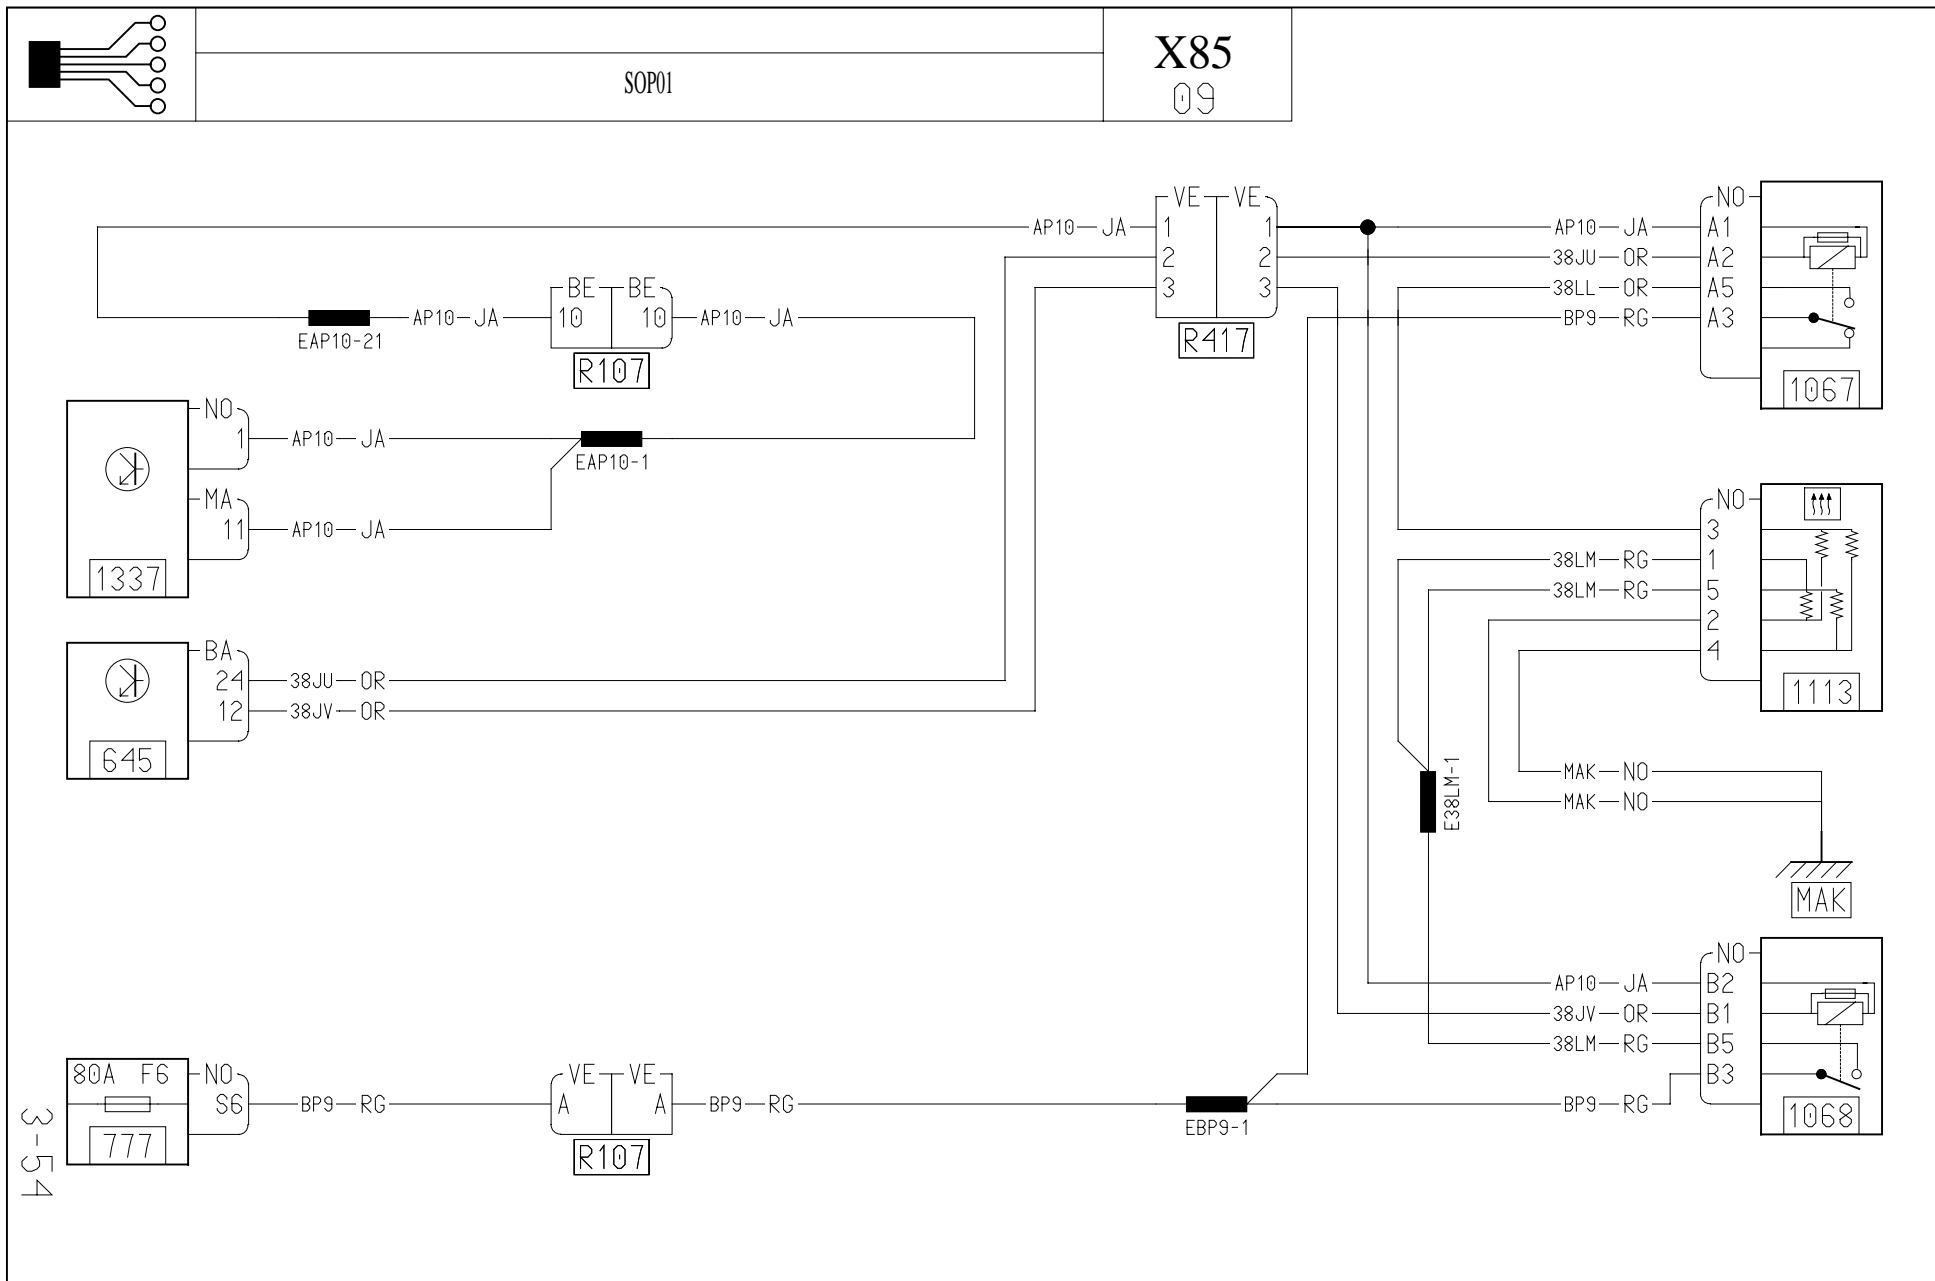 SOP01
X85
09
VE VE
AP10 JA 1 1 AP10 JA A1 NO
2 2 38JU OR A2
3 3 38LL OR A5
BP9 RG A3
R417
1067
BE BE
EAP10-21 AP10 JA 10 10 AP10 JA
R107
NO
1 AP10 JA
EAP10-1
MA
11 AP10 JA
1337
NO
3
38LM RG 1
38LM RG 5
2
4
1113
BA
24 38JU OR
12 38JV OR
645
E38LM-1
MAK NO
MAK NO
MAK
NO
AP10 JA B2
38JV OR B1
38LM RG B5
B3
BP9 RG
1068
80A F6 NO
S6 BP9 RG
777
VE VE
A A BP9 RG
R107
EBP9-1
3-54